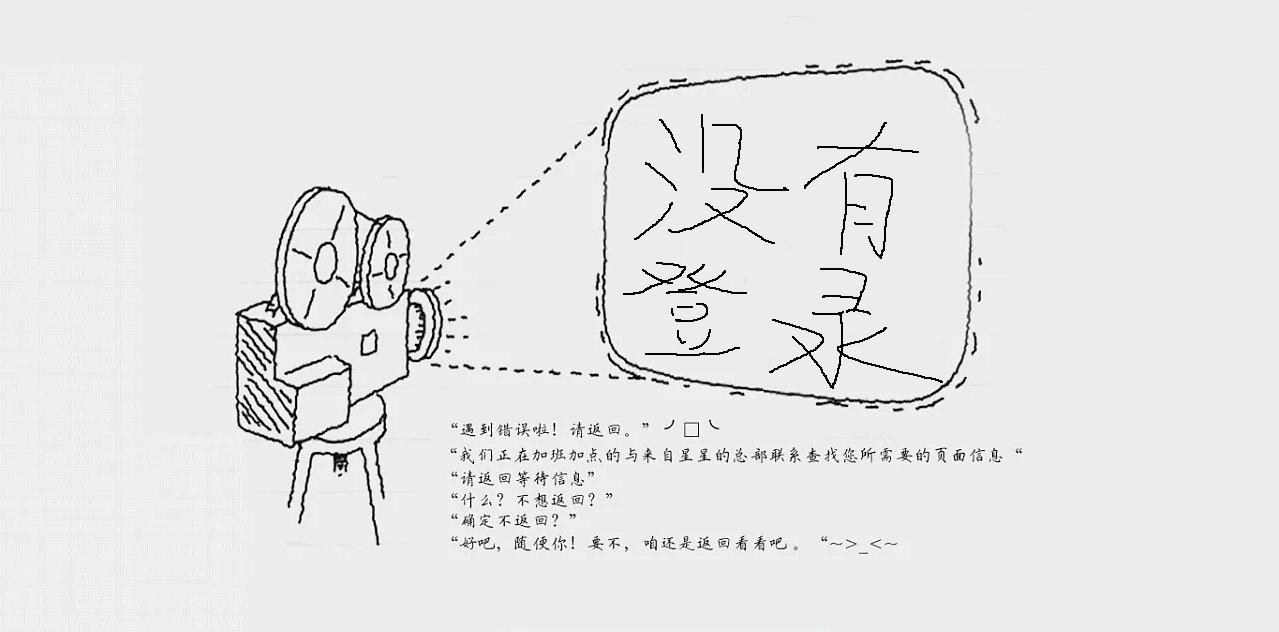 没有
登录
“遇到错误啦！请返回。” ╯□╰
“我们正在加班加点的与来自星星的总部联系查找您所需要的页面信息“
“请返回等待信息”
“什么？不想返回？”
“确定不返回？”
“好吧，随便你！要不，咱还是返回看看吧。“~>_<~